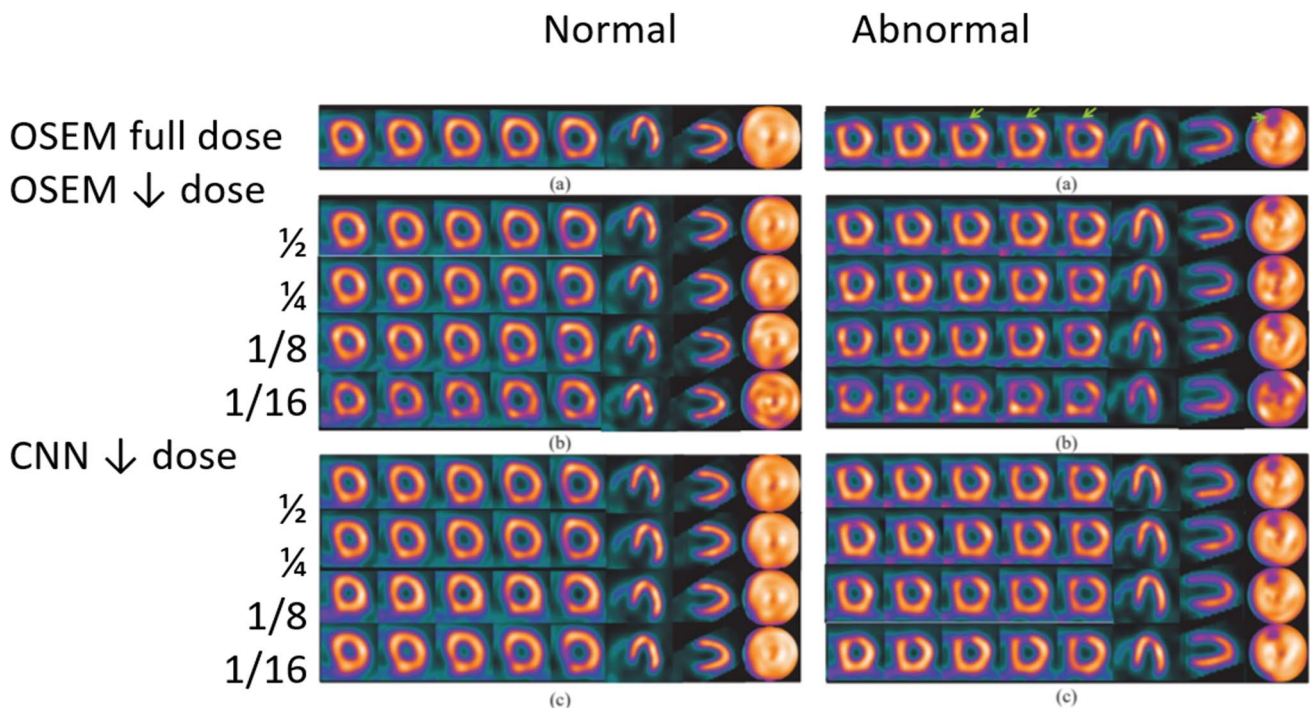 Normal Abnormal
OSEM full dose
(a) (a)
OSEM ↓ dose
½
¼
1/8
1/16
(b) (b)
CNN ↓ dose
½
¼
1/8
1/16
(c) (c)